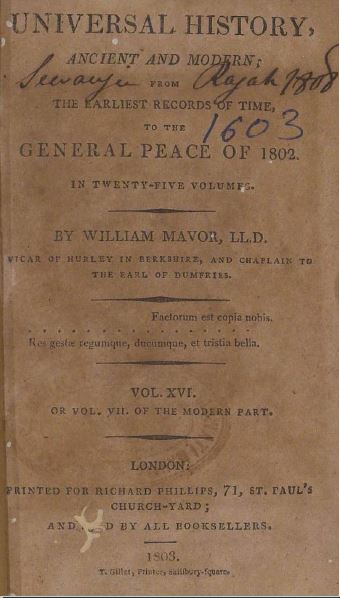 UNIVERSAL HISTORY,
ANCIENT AND MODERN;
FROM
Rajah 1808
THE EARLIEST RECORDS OF TIME,
TO THE
1603
GENERAL PEACE OF 1802.
IN TWENTY-FIVE VOLUMES.
BY WILLIAM MAVOR, LL.D.
VICAR OF HURLEY IN BERKSHIRE, AND CHAPLAIN TO
THE EARL OF DUMFRIES.
Factorum est copia nobis.
Res gestæ regumque, ducumque, et tristia bella.
VOL. XVI.
OR VOL. VII. OF THE MODERN PART.
LONDON:
PRINTED FOR RICHARD PHILLIPS, 71, ST. PAUL'S
CHURCH-YARD;
AND BY ALL BOOKSELLERS.
1803.
T. Gillet, Printer, Salisbury-Square.